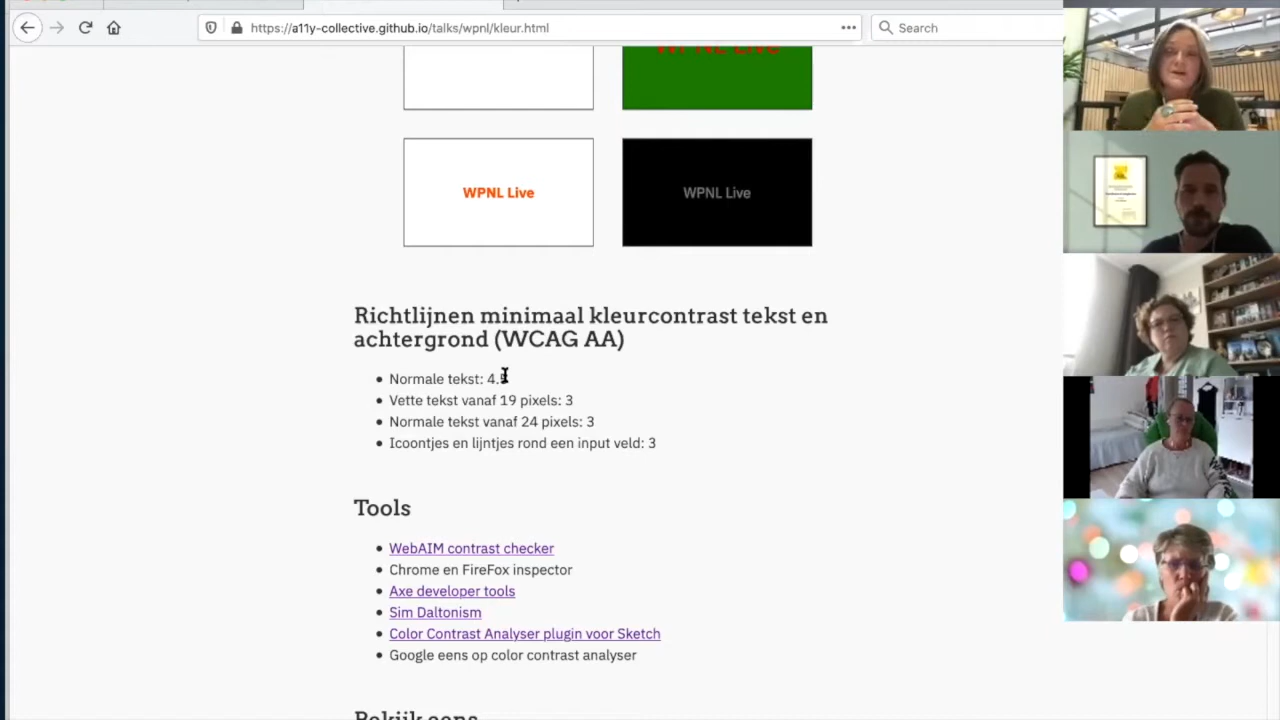 https://a11y-collective.github.io/talks/wpnl/kleur.html
Search
WPNL Live
WPNL Live
WPNL Live
Richtlijnen minimaal kleurcontrast tekst en
achtergrond (WCAG AA)
Normale tekst: 4.
Vette tekst vanaf 19 pixels: 3
Normale tekst vanaf 24 pixels: 3
Icoontjes en lijntjes rond een input veld: 3
Tools
WebAIM contrast checker
Chrome en FireFox inspector
Axe developer tools
Sim Daltonism
Color Contrast Analyser plugin voor Sketch
Google eens op color contrast analyser
Bekijk eens